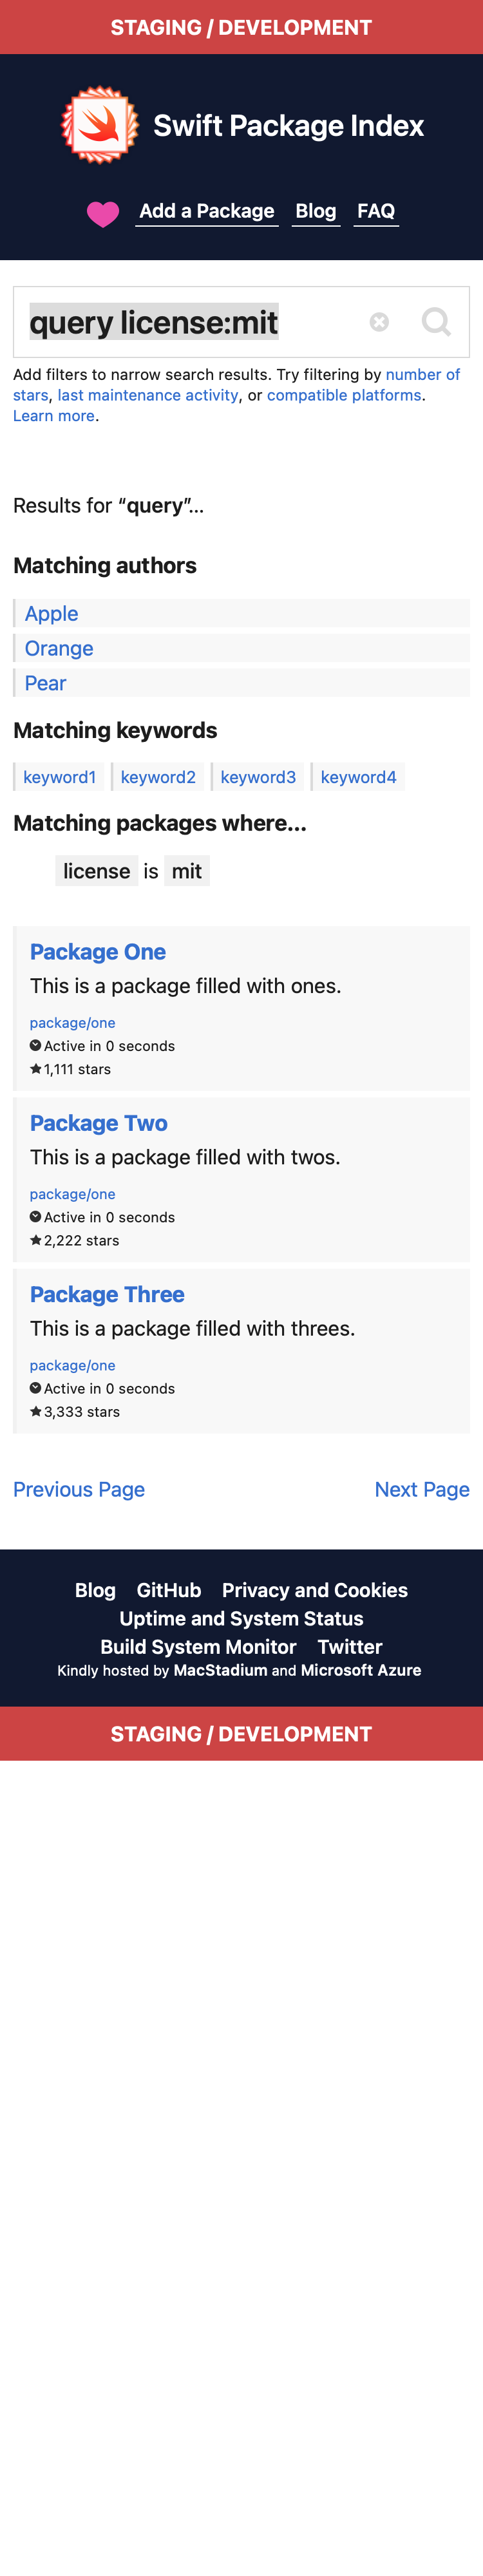 STAGING / DEVELOPMENT
Swift Package Index
Add a Package Blog FAQ
query license:mit
Add filters to narrow search results. Try filtering by number of
stars, last maintenance activity, or compatible platforms.
Learn more.
Results for “query”…
Matching authors
Apple
Orange
Pear
Matching keywords
keyword1 keyword2 keyword3 keyword4
Matching packages where…
license is mit
Package One
This is a package filled with ones.
package/one
Active in 0 seconds
1,111 stars
Package Two
This is a package filled with twos.
package/one
Active in 0 seconds
2,222 stars
Package Three
This is a package filled with threes.
package/one
Active in 0 seconds
3,333 stars
Previous Page Next Page
Blog GitHub Privacy and Cookies
Uptime and System Status
Build System Monitor Twitter
Kindly hosted by MacStadium and Microsoft Azure
STAGING / DEVELOPMENT